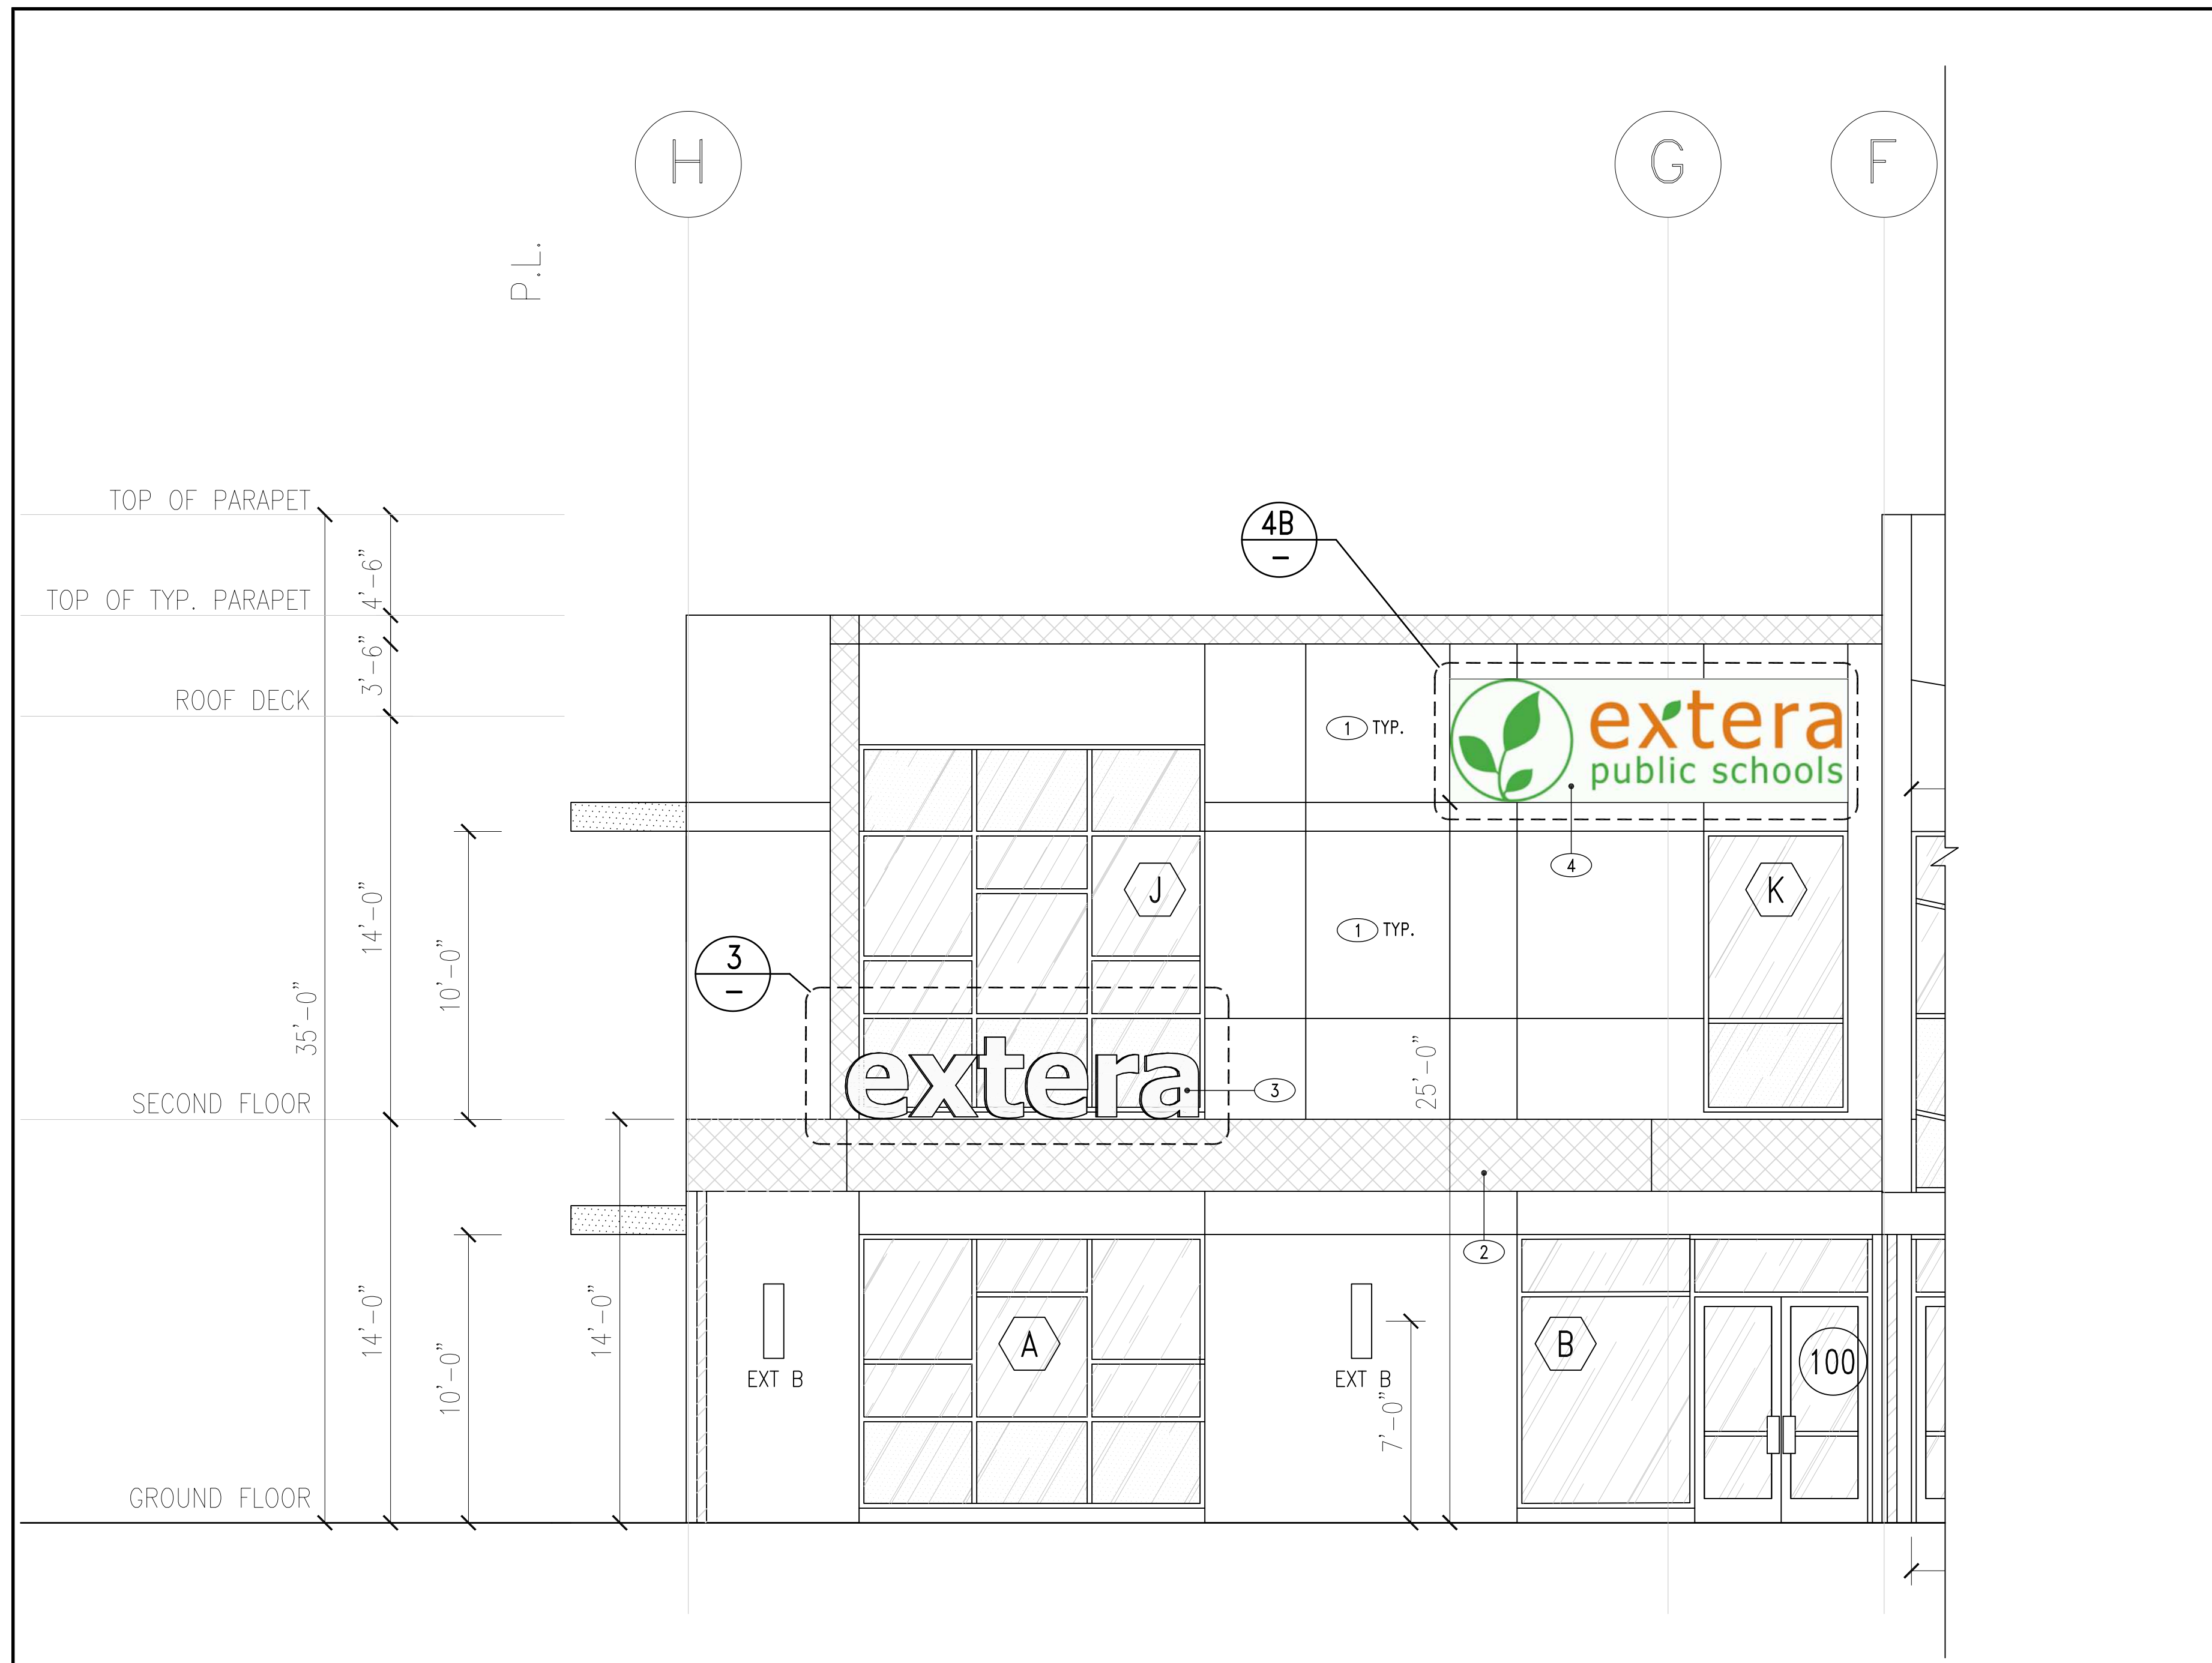 H
G
F
P.L.
TOP OF PARAPET
4'-6"
TOP OF TYP. PARAPET
3'-6"
ROOF DECK
4B
–
1 TYP.
extera
public schools
4
J
K
1 TYP.
14'-0"
10'-0"
35'-0"
3
–
extera
3
25'-0"
SECOND FLOOR
2
14'-0"
10'-0"
14'-0"
EXT B
A
EXT B
7'-0"
B
100
GROUND FLOOR